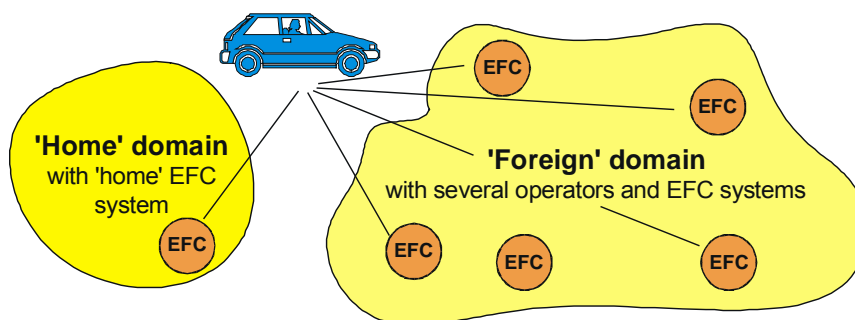 EFC
EFC
'Home' domain
with 'home' EFC
system
EFC
'Foreign' domain
with several operators and EFC systems
EFC
EFC
EFC